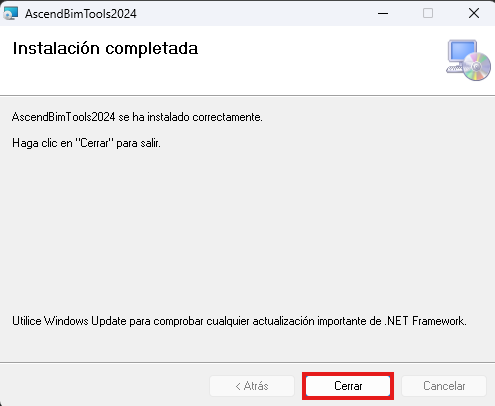 AscendBimTools2024
Instalación completada
AscendBimTools2024 se ha instalado correctamente.
Haga clic en "Cerrar" para salir.
Utilice Windows Update para comprobar cualquier actualización importante de .NET Framework.
< Atrás
Cerrar
Cancelar